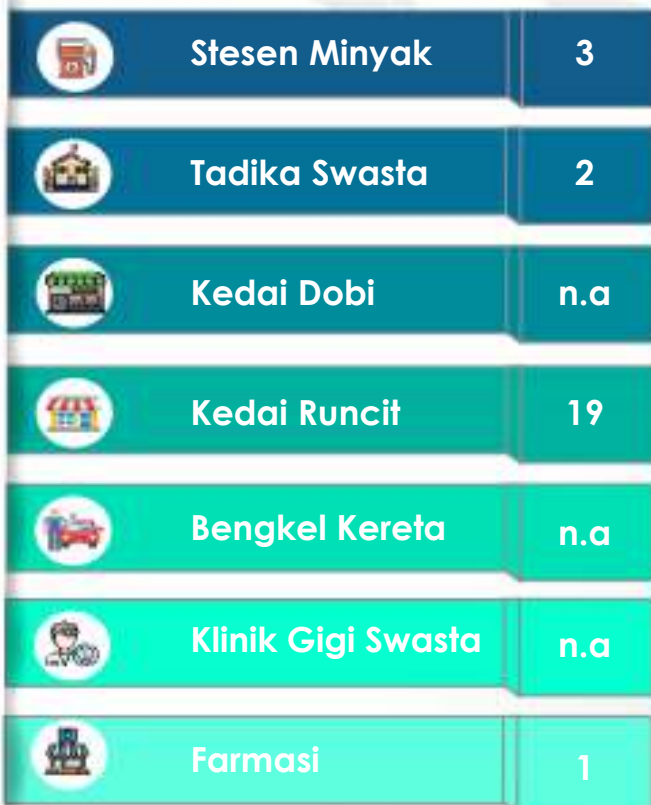 Stesen Minyak 3
Tadika Swasta 2
Kedai Dobi n.a
Kedai Runcit 19
Bengkel Kereta n.a
Klinik Gigi Swasta n.a
Farmasi 1